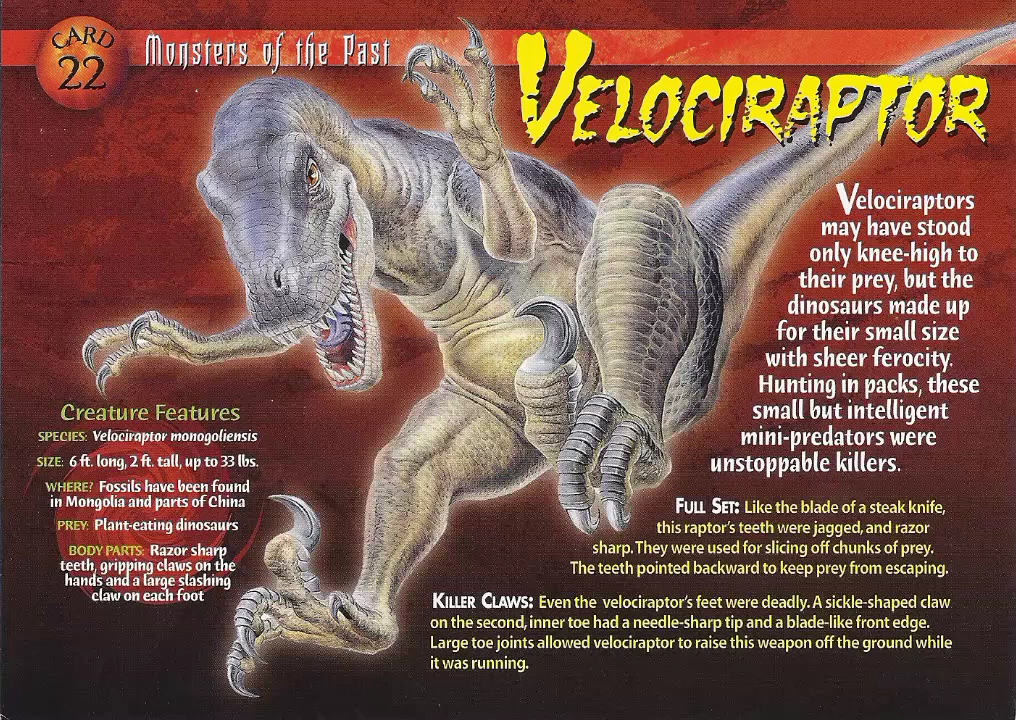 CARD
22
Monsters of the Past
VELOCIRAPTOR
Velociraptors
may have stood
only knee-high to
their prey, but the
dinosaurs made up
for their small size
with sheer ferocity.
Hunting in packs, these
small but intelligent
mini-predators were
unstoppable killers.
Creature Features
SPECIES: Velociraptor monogoliensis
SIZE: 6 ft. long, 2 ft. tall, up to 33 lbs.
WHERE? Fossils have been found
in Mongolia and parts of China
PREY: Plant-eating dinosaurs
BODY PARTS: Razor sharp
teeth, gripping claws on the
hands and a large slashing
claw on each foot
FULL SET: Like the blade of a steak knife,
this raptor's teeth were jagged, and razor
sharp. They were used for slicing off chunks of prey.
The teeth pointed backward to keep prey from escaping.
KILLER CLAWS: Even the velociraptor's feet were deadly. A sickle-shaped claw
on the second, inner toe had a needle-sharp tip and a blade-like front edge.
Large toe joints allowed velociraptor to raise this weapon off the ground while
it was running.